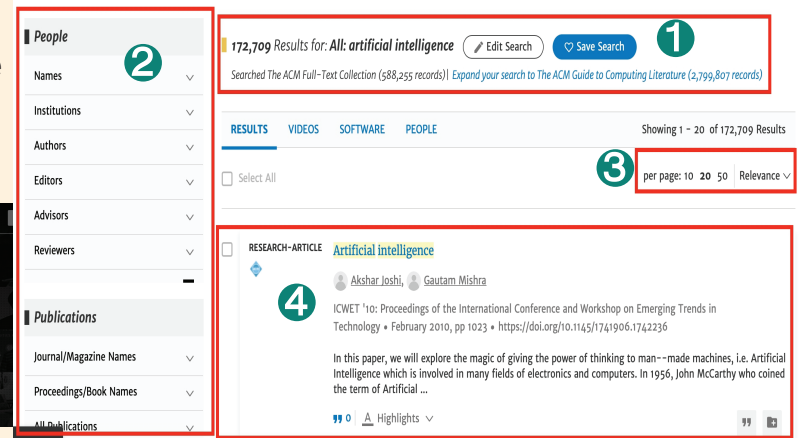 People
2
Names
Institutions
Authors
Editors
Advisors
Reviewers
Publications
Journal/Magazine Names
Proceedings/Book Names
All Publications
172,709 Results for: All: artificial intelligence Edit Search Save Search 1
Searched The ACM Full-Text Collection (588,255 records)| Expand your search to The ACM Guide to Computing Literature (2,799,807 records)
RESULTS VIDEOS SOFTWARE PEOPLE Showing 1 - 20 of 172,709 Results
Select All 3 per page: 10 20 50 Relevance
RESEARCH-ARTICLE Artificial intelligence
Akshar Joshi, Gautam Mishra
4
ICWET '10: Proceedings of the International Conference and Workshop on Emerging Trends in
Technology • February 2010, pp 1023 • https://doi.org/10.1145/1741906.1742236
In this paper, we will explore the magic of giving the power of thinking to man--made machines, i.e. Artificial
Intelligence which is involved in many fields of electronics and computers. In 1956, John McCarthy who coined
the term of Artificial ...
0 A Highlights